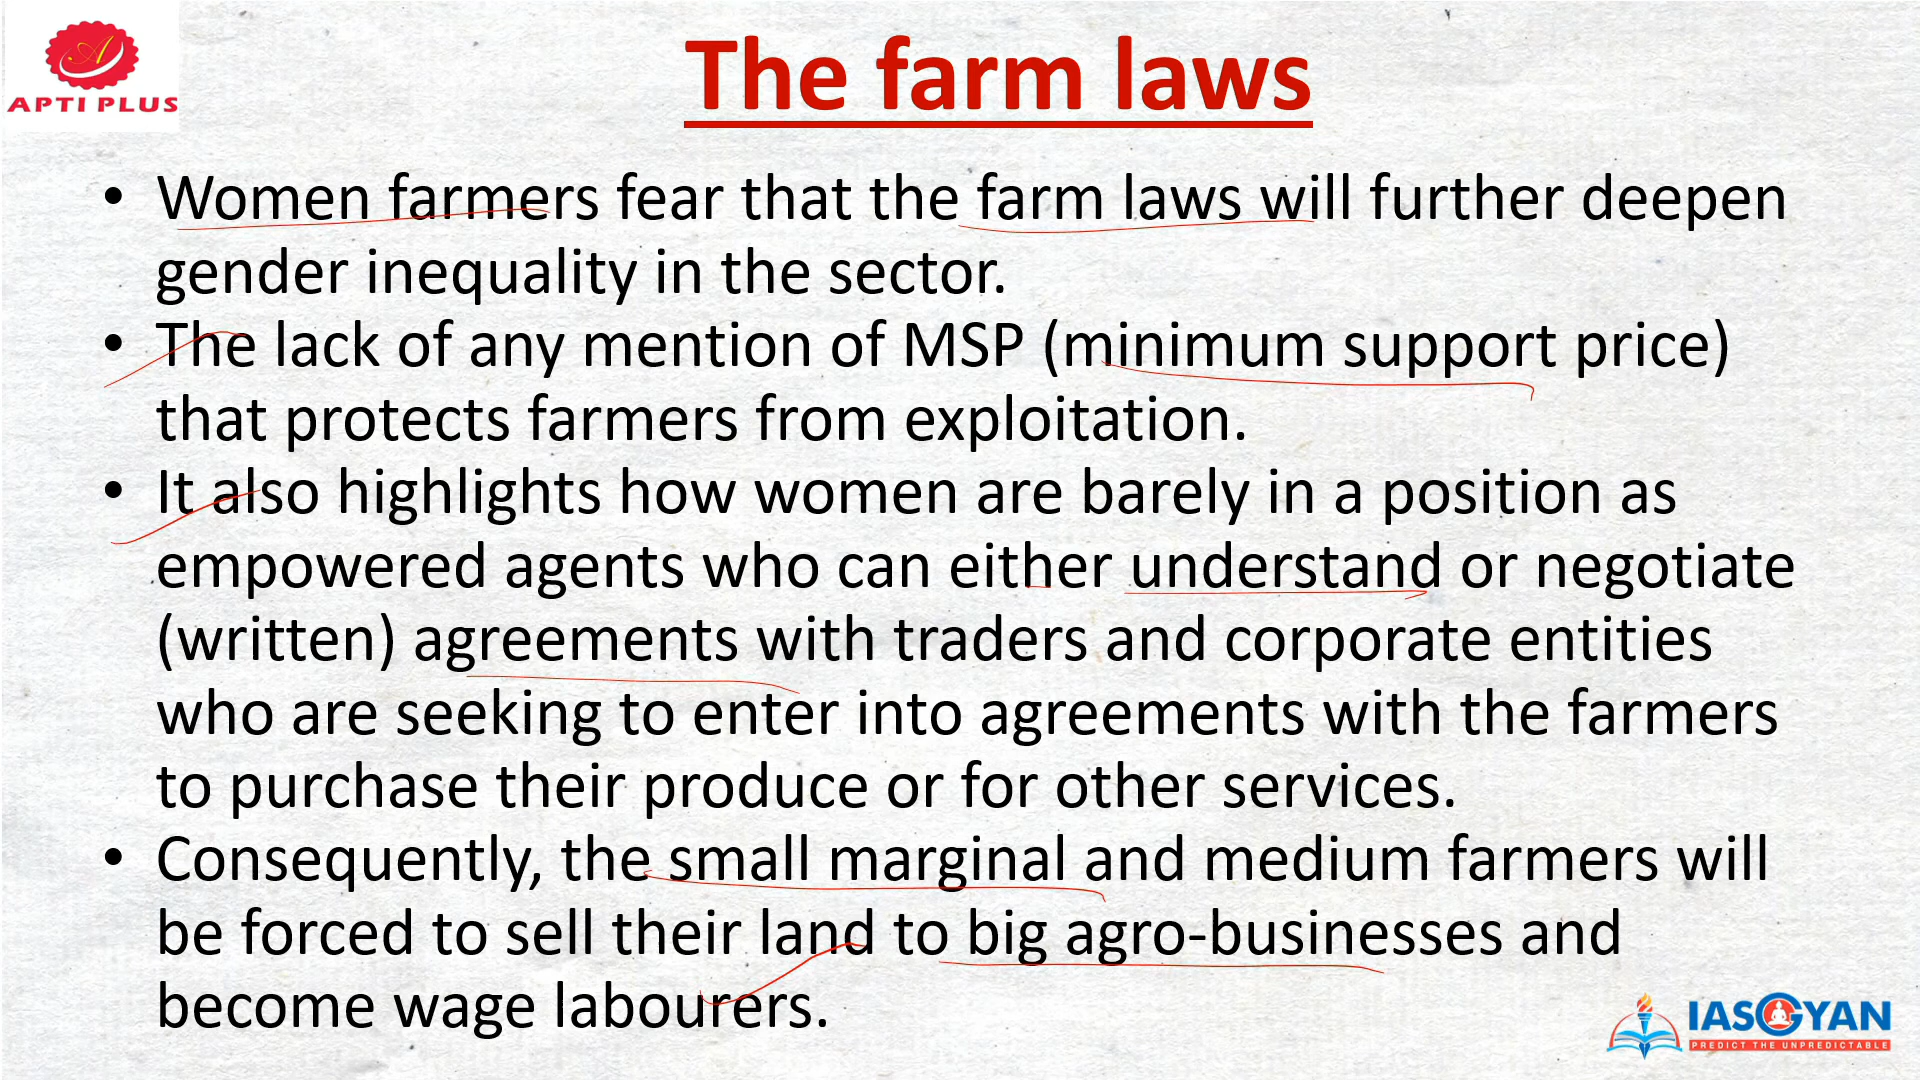 APTI PLUS
The farm laws
• Women farmers fear that the farm laws will further deepen
gender inequality in the sector.
• The lack of any mention of MSP (minimum support price)
that protects farmers from exploitation.
• It also highlights how women are barely in a position as
empowered agents who can either understand or negotiate
(written) agreements with traders and corporate entities
who are seeking to enter into agreements with the farmers
to purchase their produce or for other services.
• Consequently, the small marginal and medium farmers will
be forced to sell their land to big agro-businesses and
become wage labourers.
IASGYAN
PREDICT THE UNPREDICTABLE